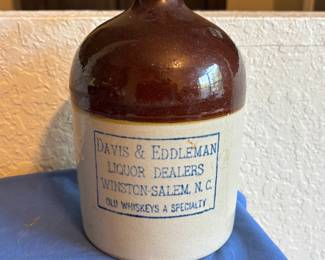 DAVIS & EDDLEMAN
LIQUOR DEALERS
WINSTON-SALEM, N.C.
OLD WHISKEYS A SPECIALTY